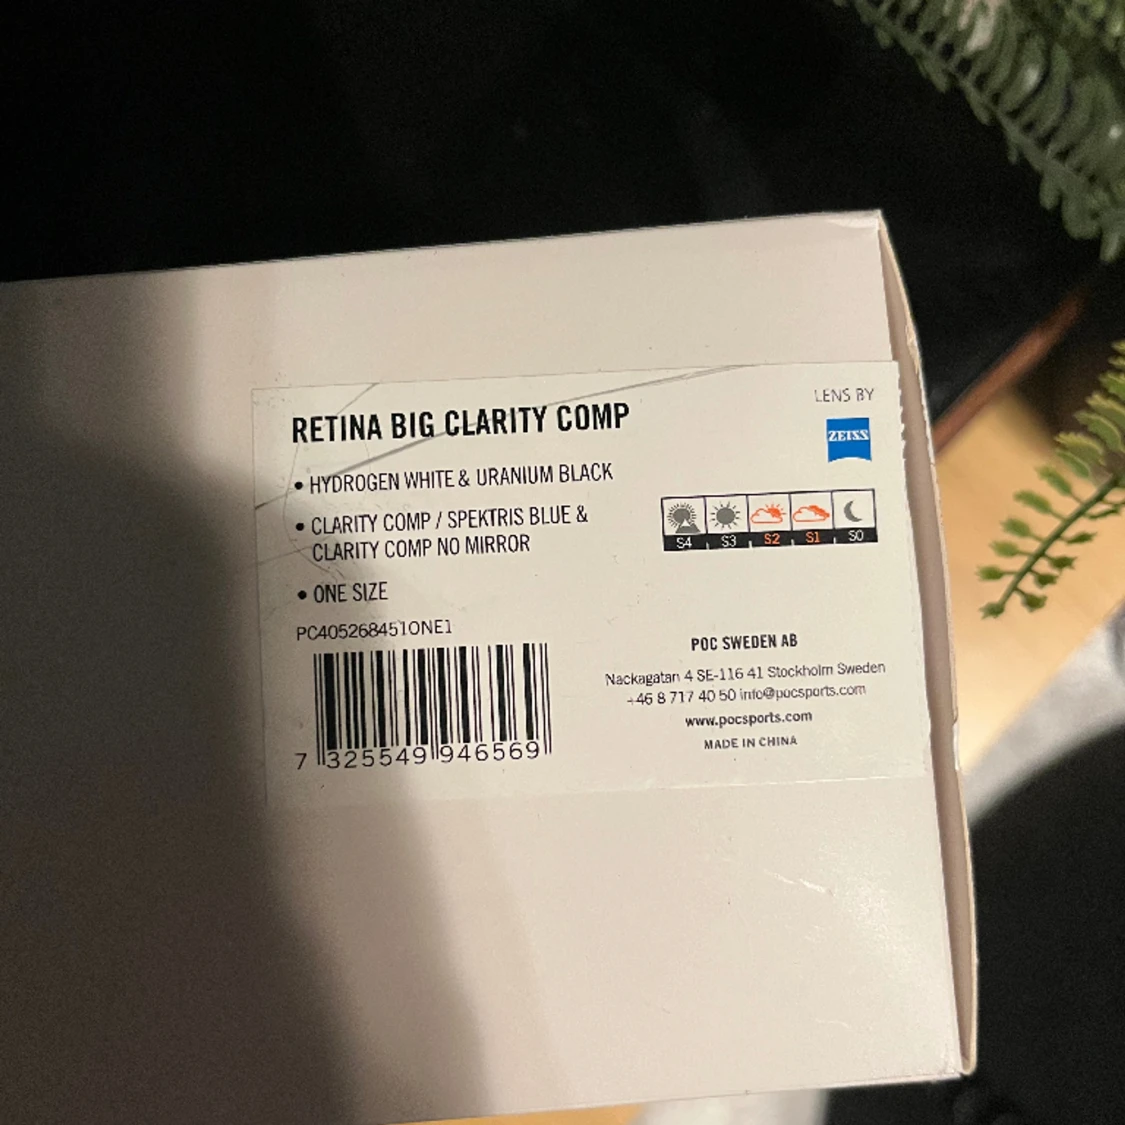 RETINA BIG CLARITY COMP
LENS BY
ZEISS
• HYDROGEN WHITE & URANIUM BLACK
• CLARITY COMP / SPEKTRIS BLUE &
CLARITY COMP NO MIRROR
S4 S3 S2 S1 S0
• ONE SIZE
PC405268451ONE1
7 325549 946569
POC SWEDEN AB
Nackagatan 4 SE-116 41 Stockholm Sweden
+46 8 717 40 50 info@pocsports.com
www.pocsports.com
MADE IN CHINA